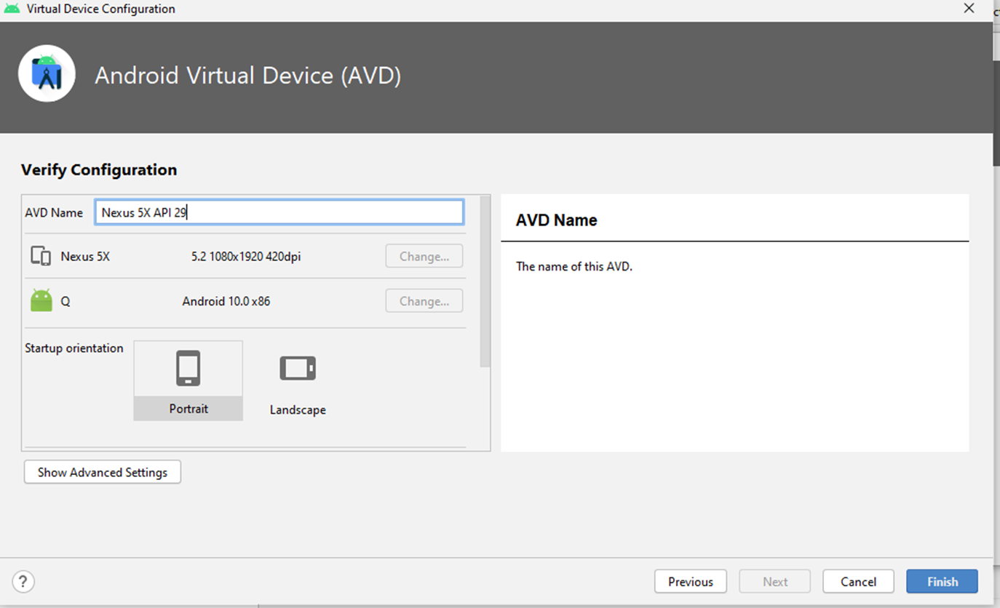 Virtual Device Configuration
Android Virtual Device (AVD)
Verify Configuration
AVD Name Nexus 5X API 29
Nexus 5X 5.2 1080x1920 420dpi Change...
Q Android 10.0 x86 Change...
Startup orientation
Portrait Landscape
Show Advanced Settings
AVD Name
The name of this AVD.
? Previous Next Cancel Finish